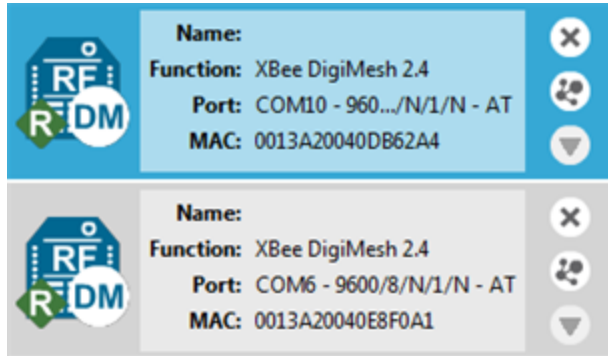 RF
R DM
Name:
Function: XBee DigiMesh 2.4
Port: COM10 - 960.../N/1/N - AT
MAC: 0013A20040DB62A4
RF
R DM
Name:
Function: XBee DigiMesh 2.4
Port: COM6 - 9600/8/N/1/N - AT
MAC: 0013A20040E8F0A1